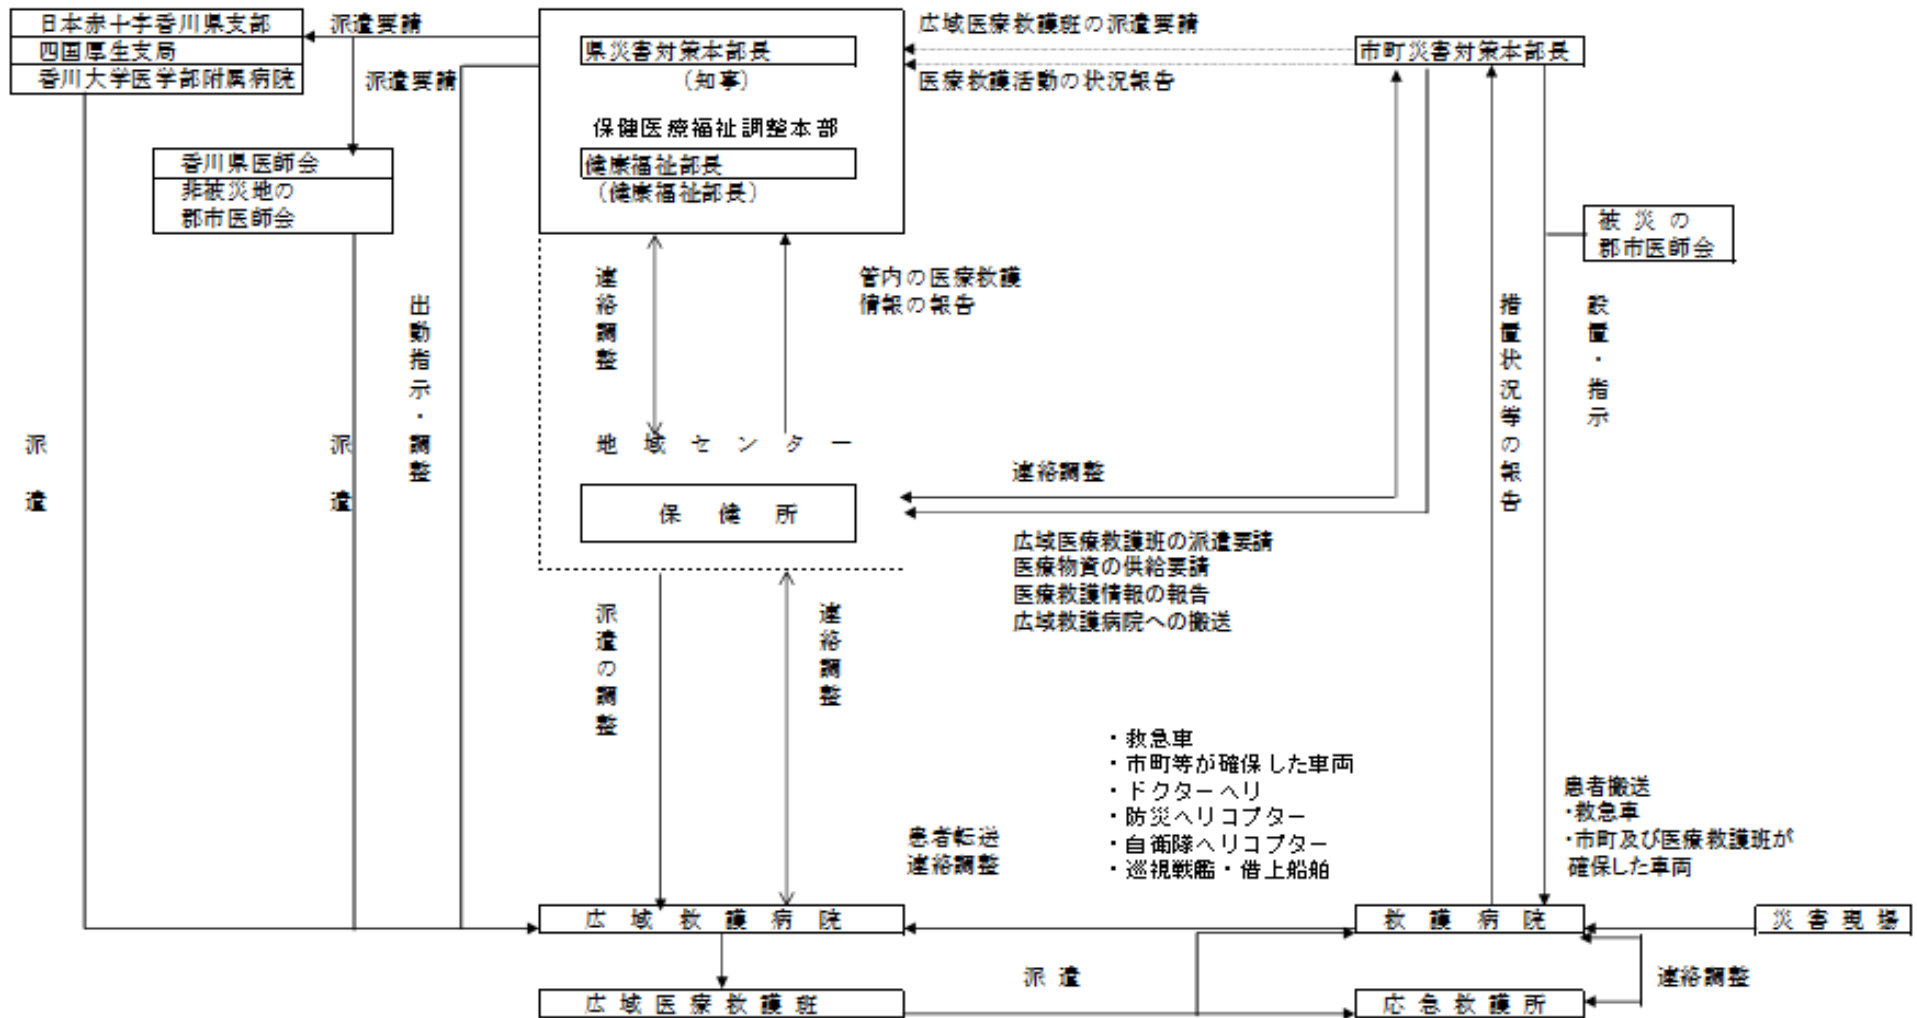 日本赤十字香川県支部
四国厚生支局
香川大学医学部附属病院
派遣要請
派遣要請
県災害対策本部長
(知事)
保健医療福祉調整本部
健康福祉部長
(健康福祉部長)
広域医療救護班の派遣要請
医療救護活動の状況報告
市町災害対策本部長
香川県医師会
非被災地の
郡市医師会
被災の
郡市医師会
連絡調整
管内の医療救護
情報の報告
出動指示・調整
措置状況等の報告
設置・指示
派遣
派遣
地域センター
保健所
連絡調整
広域医療救護班の派遣要請
医療物資の供給要請
医療救護情報の報告
広域救護病院への搬送
派遣の調整
連絡調整
・救急車
・市町等が確保した車両
・ドクターヘリ
・防災ヘリコプター
・自衛隊ヘリコプター
・巡視戦艦・借上船舶
患者転送
連絡調整
患者搬送
・救急車
・市町及び医療救護班が
確保した車両
広域救護病院
救護病院
災害現場
派遣
連絡調整
広域医療救護班
応急救護所